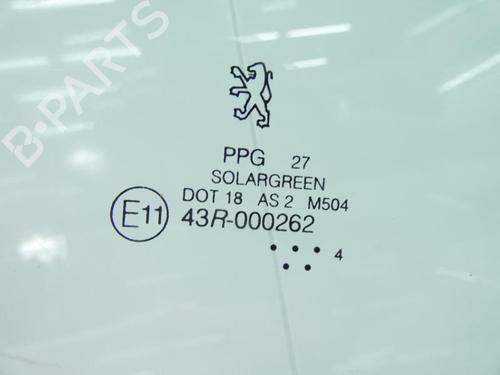 B-PARTS
PPG 27
SOLARGREEN
DOT 18 AS 2 M504
E11 43R-000262
4